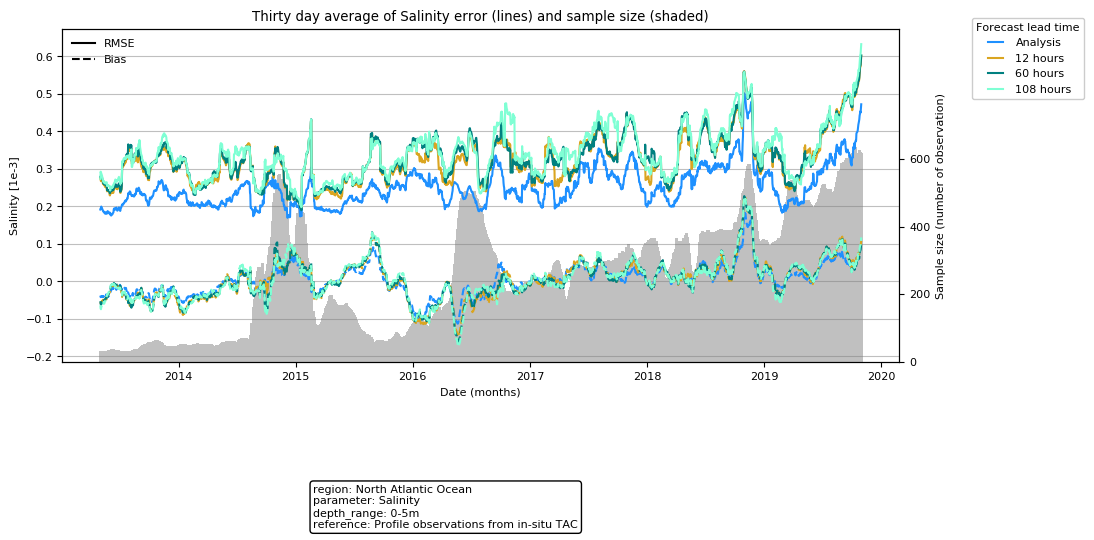 Thirty day average of Salinity error (lines) and sample size (shaded)
Forecast lead time
Analysis
12 hours
60 hours
108 hours
RMSE
Bias
Salinity [1e-3]
0.6
0.5
0.4
0.3
0.2
0.1
0.0
−0.1
−0.2
Sample size (number of observation)
600
400
200
0
2014 2015 2016 2017 2018 2019 2020
Date (months)
region: North Atlantic Ocean
parameter: Salinity
depth_range: 0-5m
reference: Profile observations from in-situ TAC